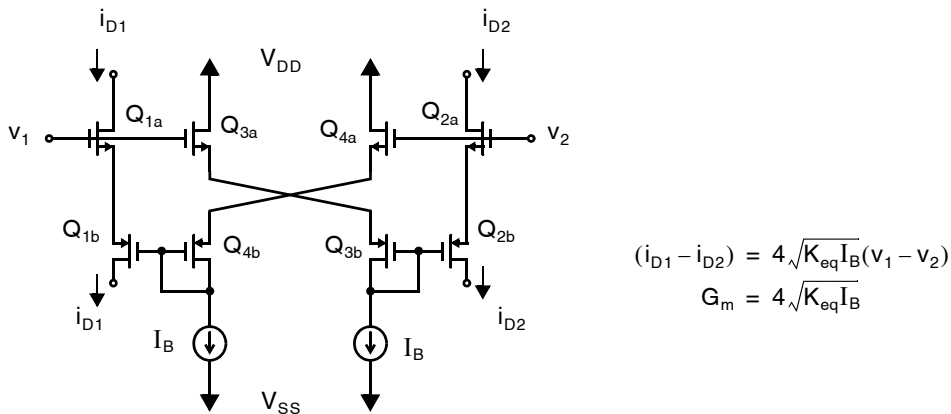 i_D1
i_D2
V_DD
Q_1a
Q_3a
Q_4a
Q_2a
v_1
v_2
Q_1b
Q_4b
Q_3b
Q_2b
(i_D1 – i_D2) = 4√(K_eq I_B)(v_1 – v_2)
G_m = 4√(K_eq I_B)
i_D1
i_D2
I_B
I_B
V_SS